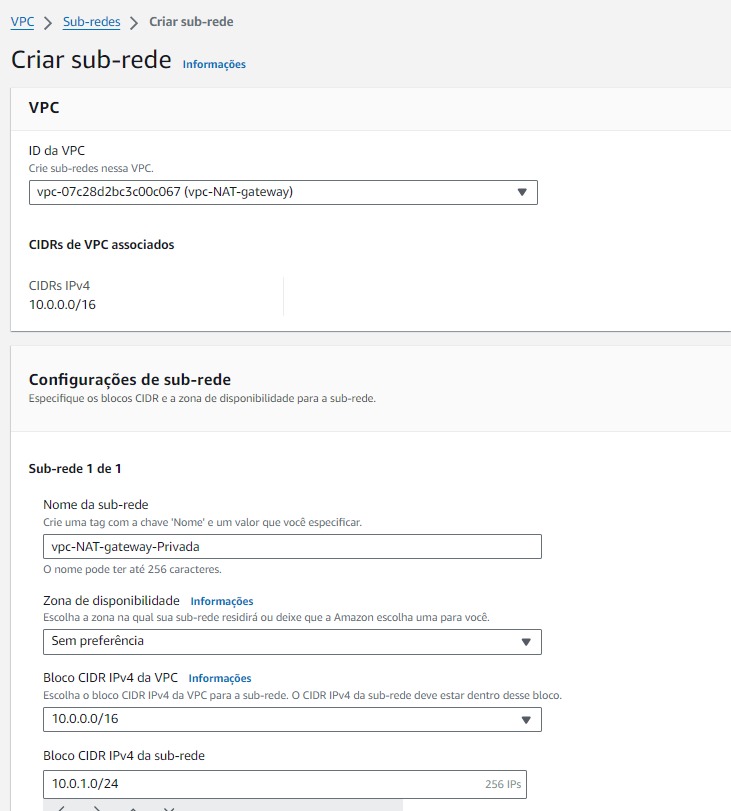 VPC > Sub-redes > Criar sub-rede
Criar sub-rede Informações
VPC
ID da VPC
Crie sub-redes nessa VPC.
vpc-07c28d2bc3c00c067 (vpc-NAT-gateway)
CIDRs de VPC associados
CIDRs IPv4
10.0.0.0/16
Configurações de sub-rede
Especifique os blocos CIDR e a zona de disponibilidade para a sub-rede.
Sub-rede 1 de 1
Nome da sub-rede
Crie uma tag com a chave 'Nome' e um valor que você especificar.
vpc-NAT-gateway-Privada
O nome pode ter até 256 caracteres.
Zona de disponibilidade Informações
Escolha a zona na qual sua sub-rede residirá ou deixe que a Amazon escolha uma para você.
Sem preferência
Bloco CIDR IPv4 da VPC Informações
Escolha o bloco CIDR IPv4 da VPC para a sub-rede. O CIDR IPv4 da sub-rede deve estar dentro desse bloco.
10.0.0.0/16
Bloco CIDR IPv4 da sub-rede
10.0.1.0/24 256 IPs